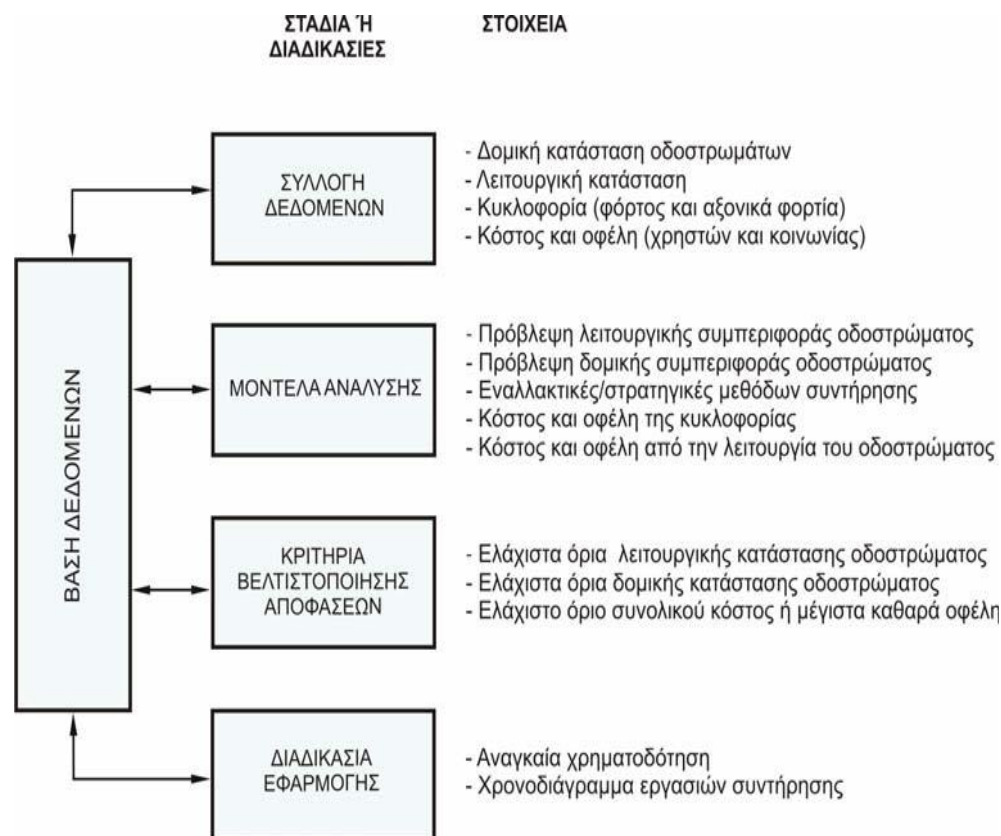 ΣΤΑΔΙΑ Ή
ΔΙΑΔΙΚΑΣΙΕΣ
ΣΤΟΙΧΕΙΑ
ΒΑΣΗ ΔΕΔΟΜΕΝΩΝ
ΣΥΛΛΟΓΗ
ΔΕΔΟΜΕΝΩΝ
- Δομική κατάσταση οδοστρωμάτων
- Λειτουργική κατάσταση
- Κυκλοφορία (φόρτος και αξονικά φορτία)
- Κόστος και οφέλη (χρηστών και κοινωνίας)
ΜΟΝΤΕΛΑ ΑΝΑΛΥΣΗΣ
- Πρόβλεψη λειτουργικής συμπεριφοράς οδοστρώματος
- Πρόβλεψη δομικής συμπεριφοράς οδοστρώματος
- Εναλλακτικές/στρατηγικές μεθόδων συντήρησης
- Κόστος και οφέλη της κυκλοφορίας
- Κόστος και οφέλη από την λειτουργία του οδοστρώματος
ΚΡΙΤΗΡΙΑ
ΒΕΛΤΙΣΤΟΠΟΙΗΣΗΣ
ΑΠΟΦΑΣΕΩΝ
- Ελάχιστα όρια λειτουργικής κατάστασης οδοστρώματος
- Ελάχιστα όρια δομικής κατάστασης οδοστρώματος
- Ελάχιστο όριο συνολικού κόστος ή μέγιστα καθαρά οφέλη
ΔΙΑΔΙΚΑΣΙΑ
ΕΦΑΡΜΟΓΗΣ
- Αναγκαία χρηματοδότηση
- Χρονοδιάγραμμα εργασιών συντήρησης